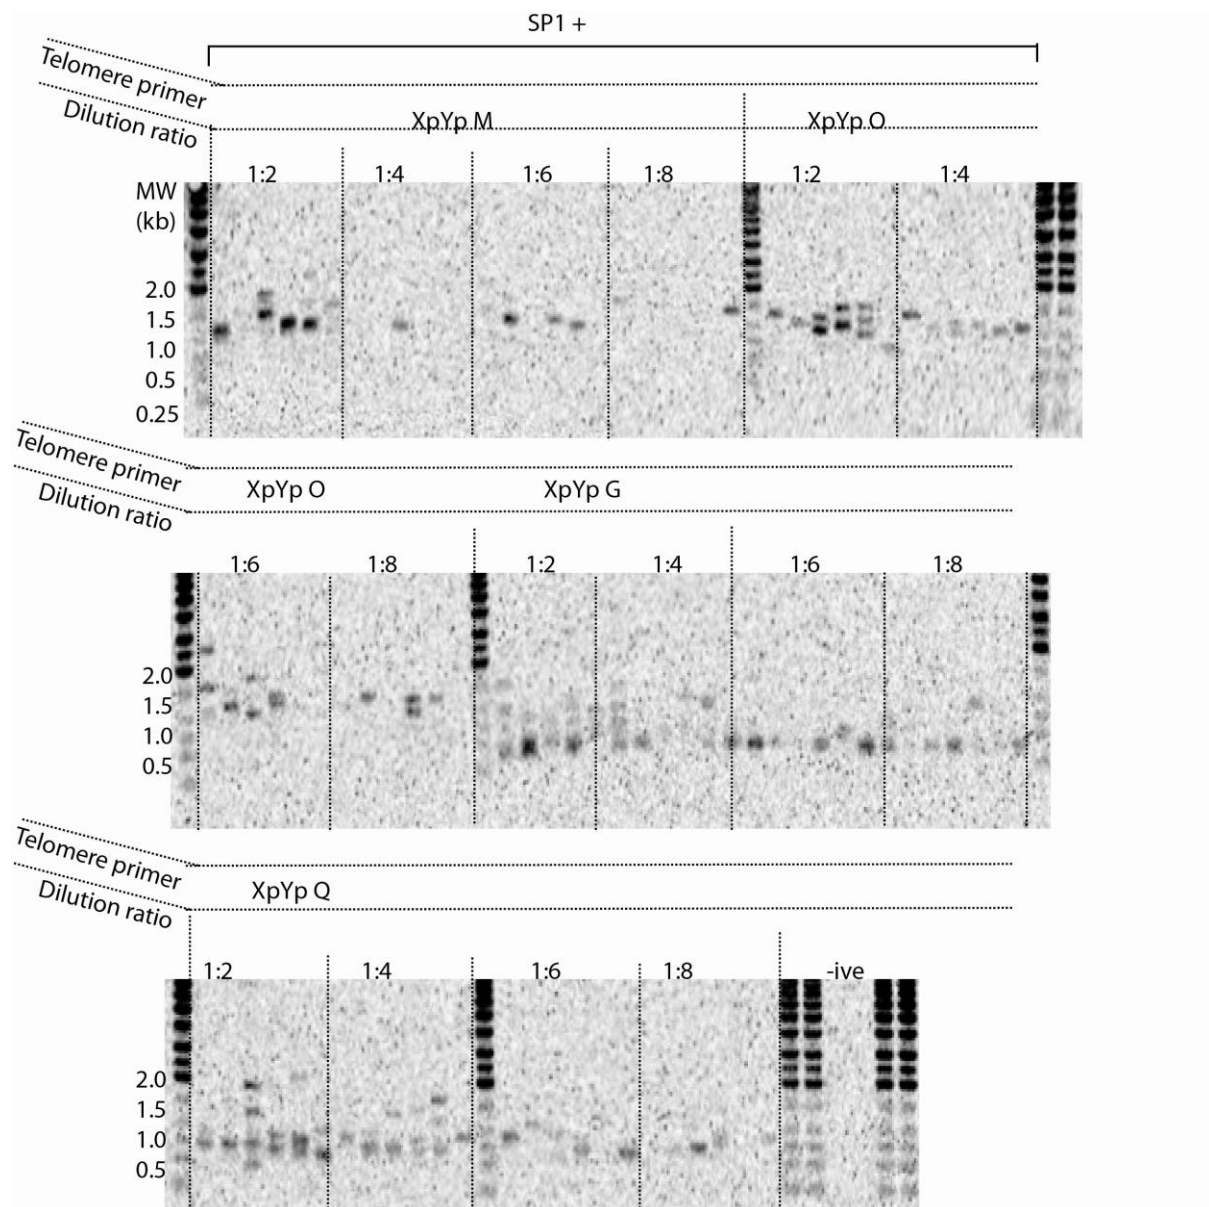 SP1 +
Telomere primer
Dilution ratio
XpYp M XpYp O
1:2 1:4 1:6 1:8 1:2 1:4
MW
(kb)
2.0
1.5
1.0
0.5
0.25
Telomere primer
Dilution ratio
XpYp O XpYp G
1:6 1:8 1:2 1:4 1:6 1:8
2.0
1.5
1.0
0.5
Telomere primer
Dilution ratio
XpYp Q
1:2 1:4 1:6 1:8 -ive
2.0
1.5
1.0
0.5